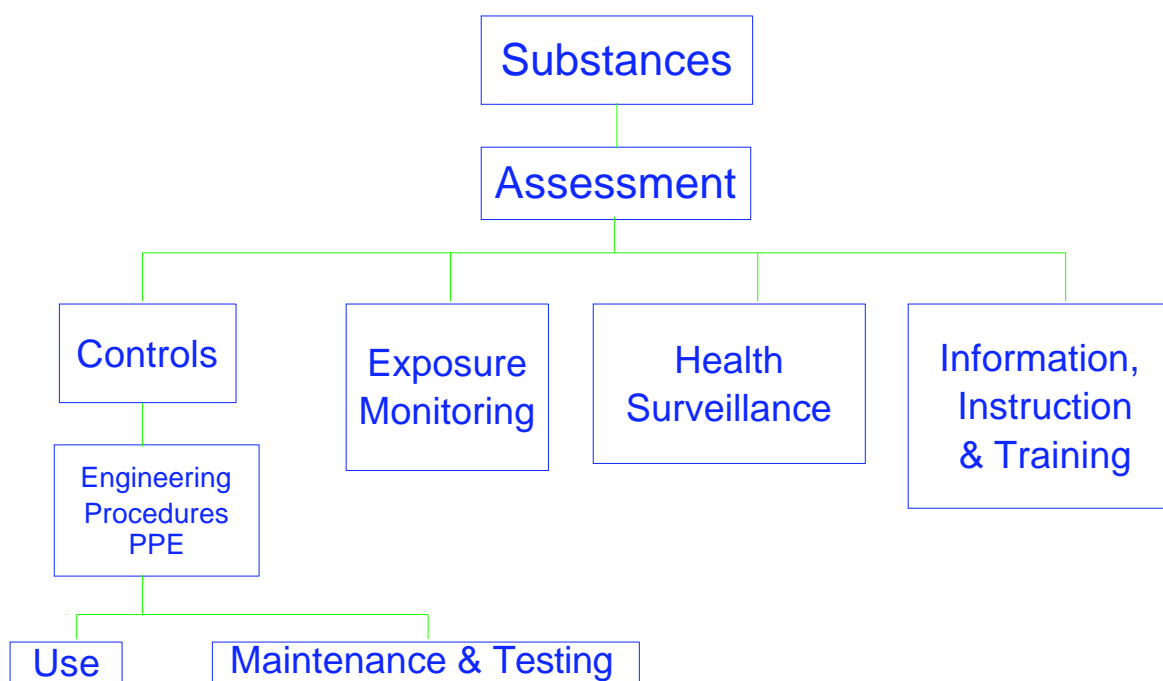 Substances
Assessment
Controls
Exposure
Monitoring
Health
Surveillance
Information,
Instruction
& Training
Engineering
Procedures
PPE
Use
Maintenance & Testing